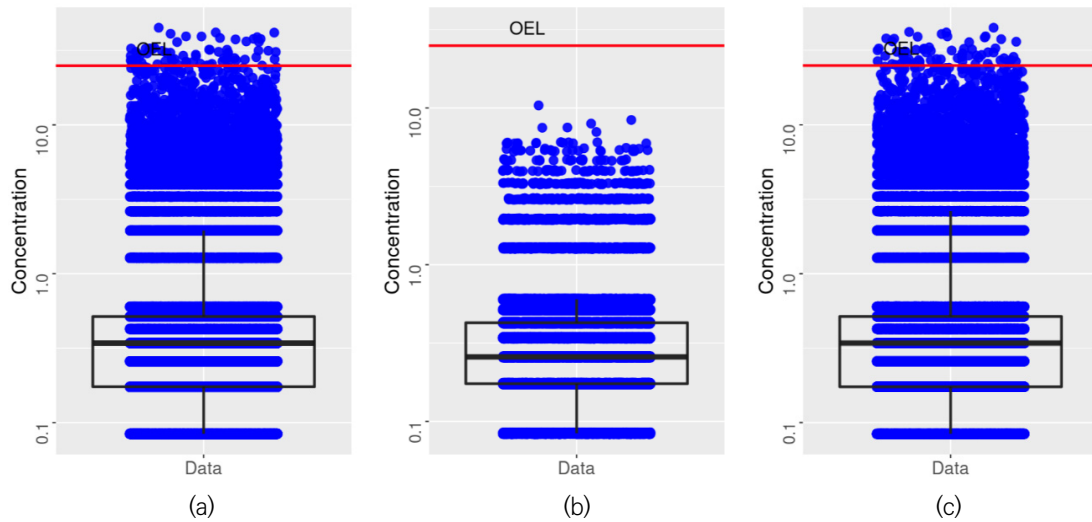 OEL
Concentration
10.0
1.0
0.1
Data
(a)
OEL
Concentration
10.0
1.0
0.1
Data
(b)
OEL
Concentration
10.0
1.0
0.1
Data
(c)